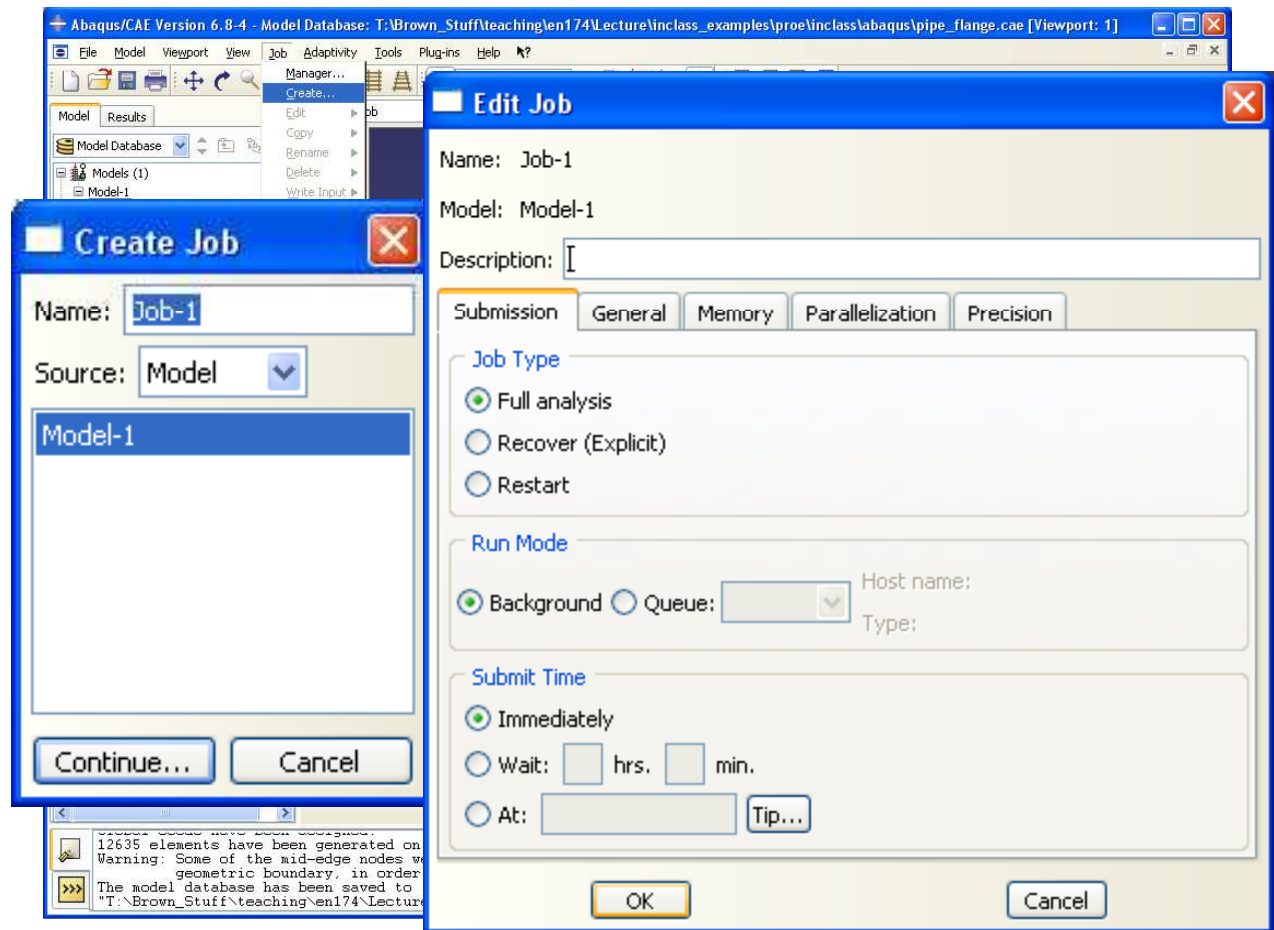 Abaqus/CAE Version 6.8-4 - Model Database: T:\Brown_Stuff\teaching\en174\Lecture\inclass_examples\proe\inclass\abaqus\pipe_flange.cae [Viewport: 1]
File Model Viewport View Job Adaptivity Tools Plug-ins Help
Manager...
Create...
Edit
Copy
Rename
Delete
Write Input
Model Results
Model Database
Models (1)
Model-1
Create Job
Name: Job-1
Source: Model
Model-1
Continue... Cancel
Edit Job
Name: Job-1
Model: Model-1
Description:
Submission General Memory Parallelization Precision
Job Type
Full analysis
Recover (Explicit)
Restart
Run Mode
Background Queue: Host name:
Type:
Submit Time
Immediately
Wait: hrs. min.
At: Tip...
OK Cancel
12635 elements have been generated on
Warning: Some of the mid-edge nodes
geometric boundary, in order
The model database has been saved to
"T:\Brown_Stuff\teaching\en174\Lecture